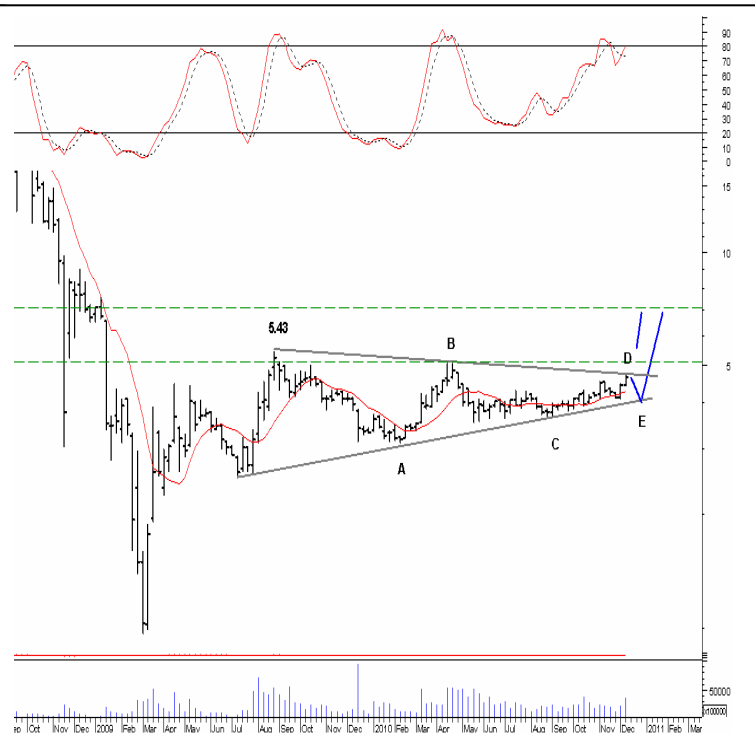 90
80
70
60
50
40
30
20
10
0
15
10
5.43
B
5
D
E
C
A
50000
x100000
ep Oct Nov Dec 2009 Feb Mar Apr May Jun Jul Aug Sep Oct Nov Dec 2010 Feb Mar Apr May Jun Jul Aug Sep Oct Nov Dec 2011 Feb Mar